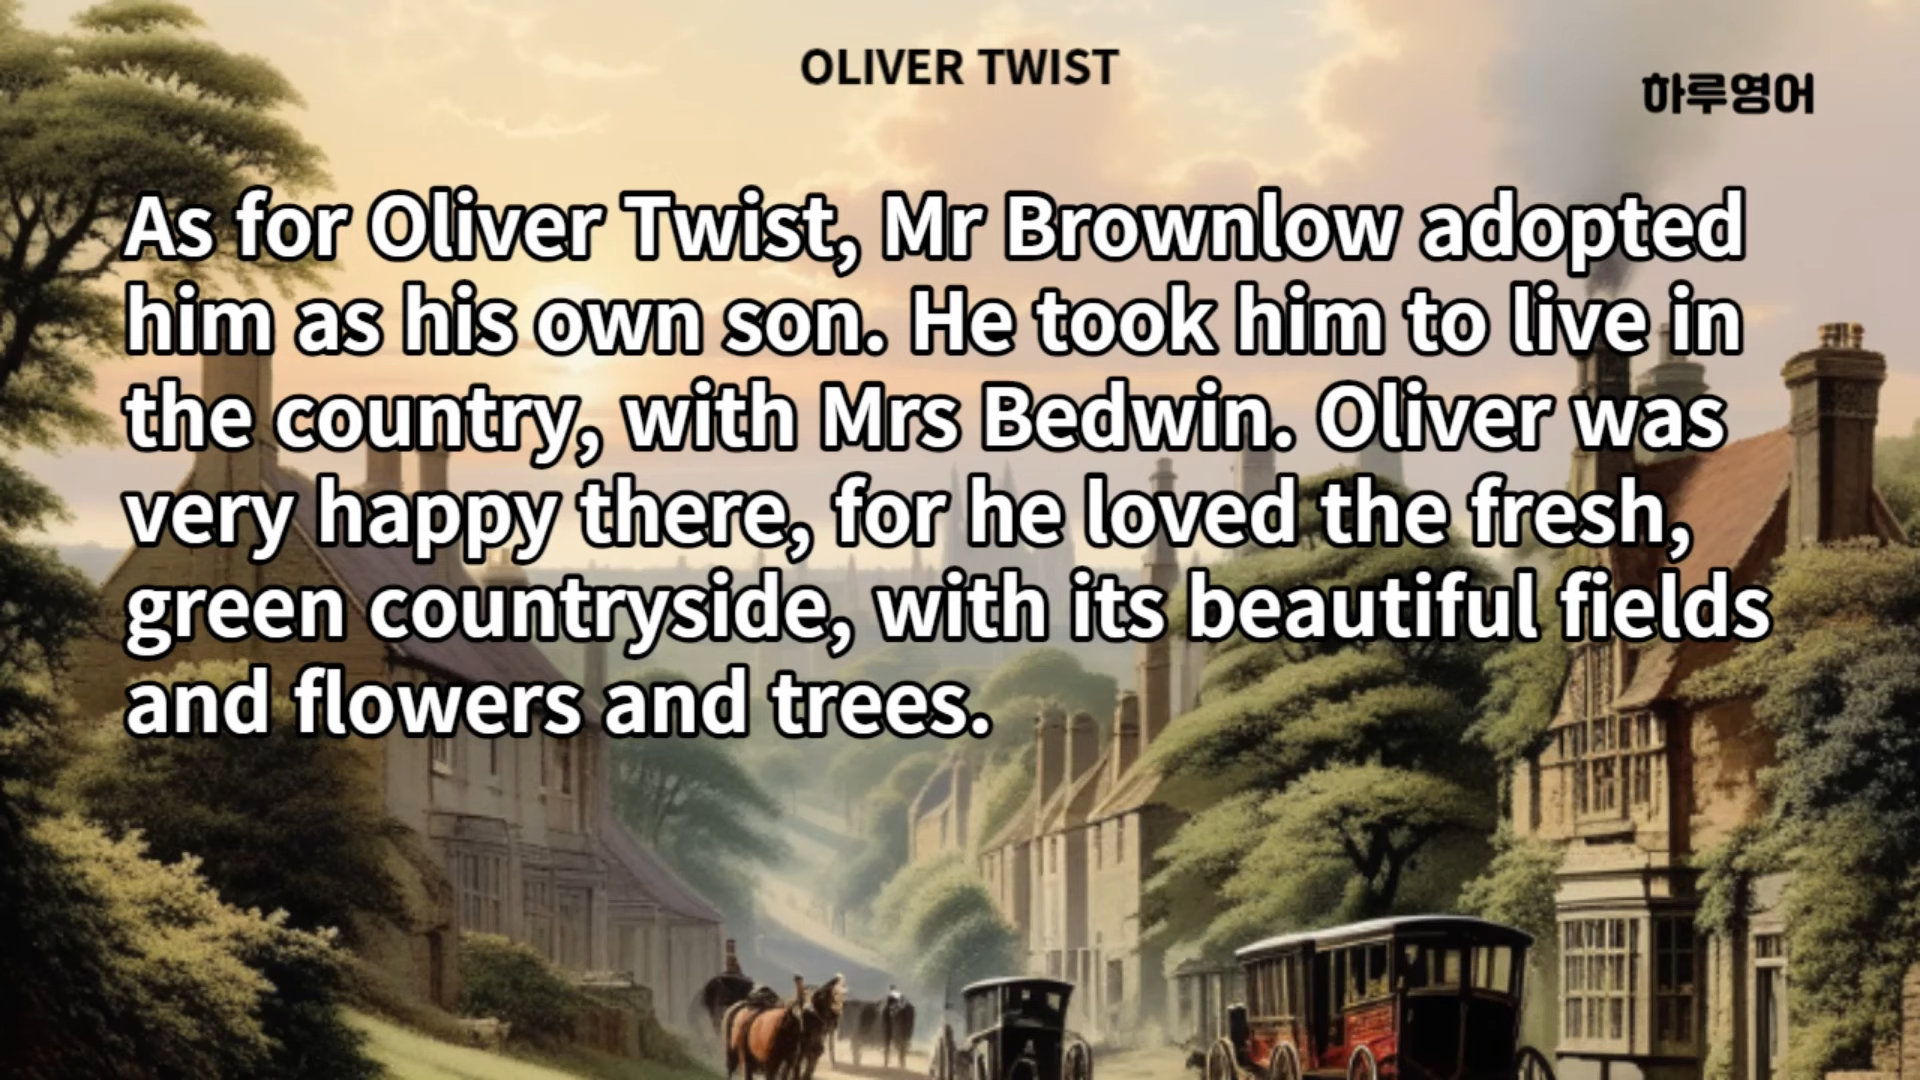 OLIVER TWIST
하루영어
As for Oliver Twist, Mr Brownlow adopted
him as his own son. He took him to live in
the country, with Mrs Bedwin. Oliver was
very happy there, for he loved the fresh,
green countryside, with its beautiful fields
and flowers and trees.